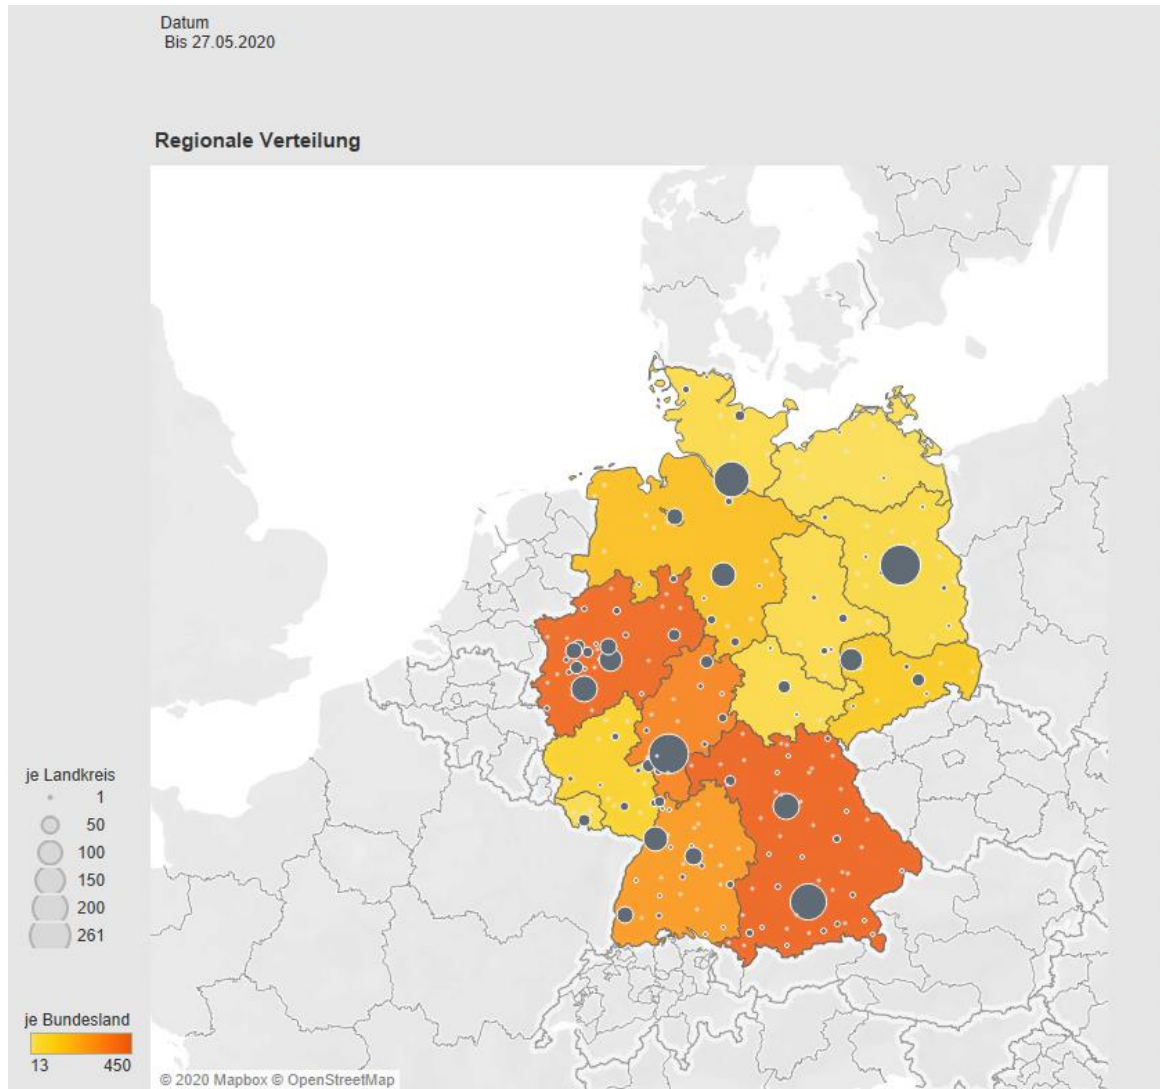 Datum
Bis 27.05.2020
Regionale Verteilung
je Landkreis
1
50
100
150
200
261
je Bundesland
13 450
© 2020 Mapbox © OpenStreetMap